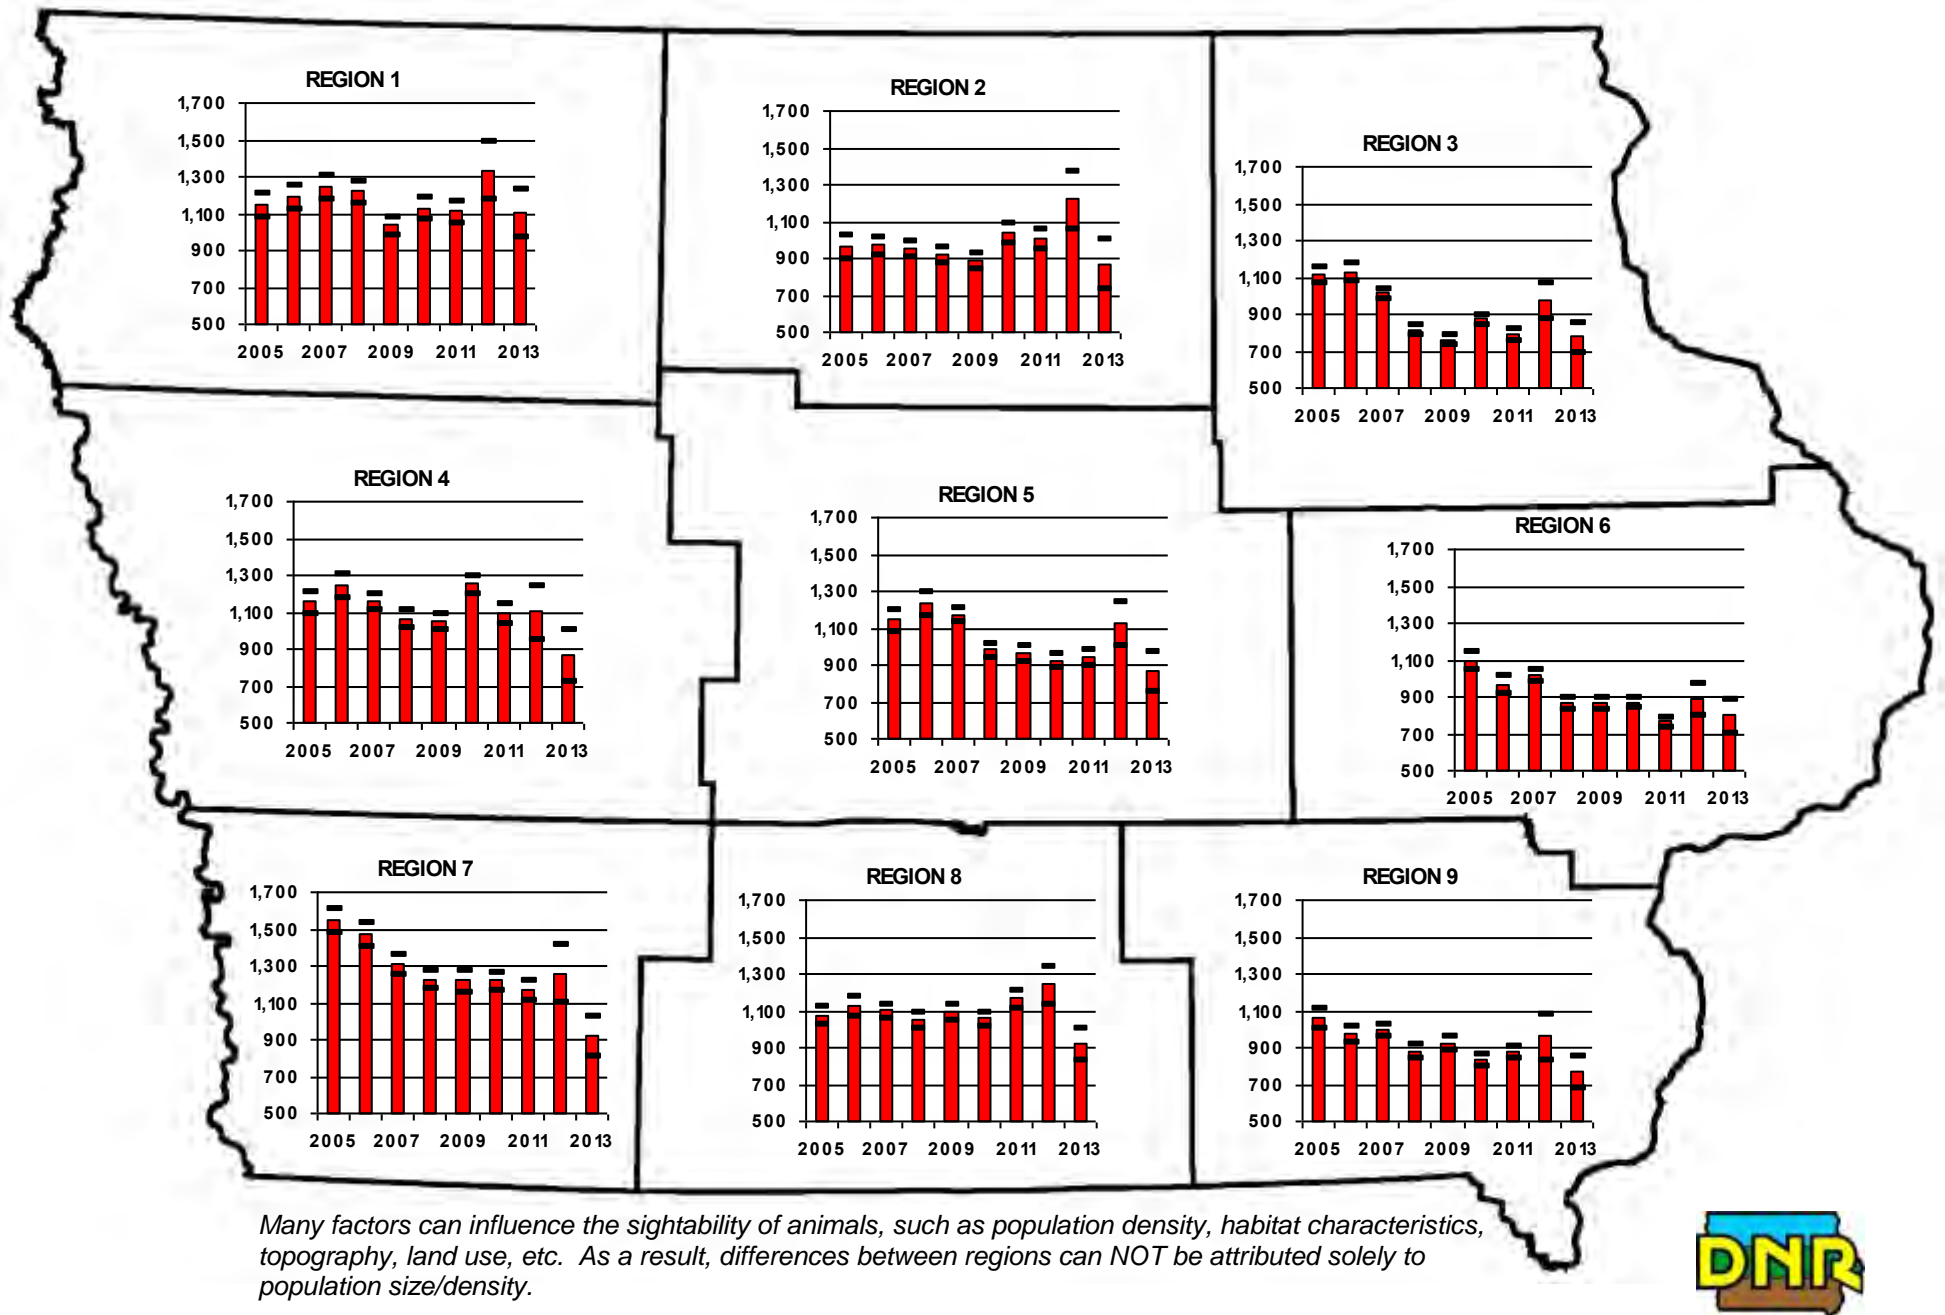 REGION 1
1,700
1,500
1,300
1,100
900
700
500
2005 2007 2009 2011 2013
REGION 2
1,700
1,500
1,300
1,100
900
700
500
2005 2007 2009 2011 2013
REGION 3
1,700
1,500
1,300
1,100
900
700
500
2005 2007 2009 2011 2013
REGION 4
1,700
1,500
1,300
1,100
900
700
500
2005 2007 2009 2011 2013
REGION 5
1,700
1,500
1,300
1,100
900
700
500
2005 2007 2009 2011 2013
REGION 6
1,700
1,500
1,300
1,100
900
700
500
2005 2007 2009 2011 2013
REGION 7
1,700
1,500
1,300
1,100
900
700
500
2005 2007 2009 2011 2013
REGION 8
1,700
1,500
1,300
1,100
900
700
500
2005 2007 2009 2011 2013
REGION 9
1,700
1,500
1,300
1,100
900
700
500
2005 2007 2009 2011 2013
Many factors can influence the sightability of animals, such as population density, habitat characteristics,
topography, land use, etc.  As a result, differences between regions can NOT be attributed solely to
population size/density.
DNR